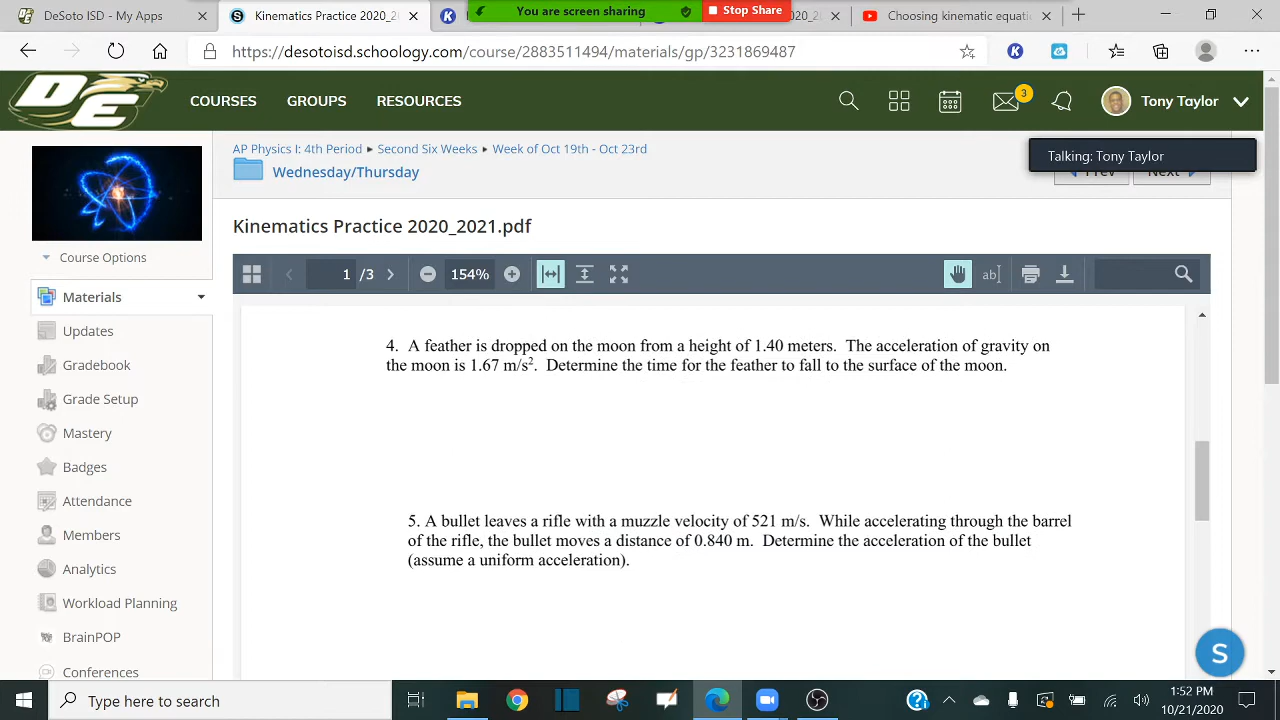 You are screen sharing
Stop Share
20_2
Choosing kinematic equati
https://desotoisd.schoology.com/course/2883511494/materials/gp/3231869487
DE
COURSES
GROUPS
RESOURCES
3
Tony Taylor
AP Physics I: 4th Period
Second Six Weeks
Week of Oct 19th - Oct 23rd
Talking: Tony Taylor
Wednesday/Thursday
Prev
Next
Kinematics Practice 2020_2021.pdf
Course Options
1 /3
154%
ab
Materials
Updates
Gradebook
Grade Setup
Mastery
Badges
Attendance
Members
Analytics
Workload Planning
BrainPOP
Conferences
4. A feather is dropped on the moon from a height of 1.40 meters. The acceleration of gravity on
the moon is 1.67 m/s². Determine the time for the feather to fall to the surface of the moon.
5. A bullet leaves a rifle with a muzzle velocity of 521 m/s. While accelerating through the barrel
of the rifle, the bullet moves a distance of 0.840 m. Determine the acceleration of the bullet
(assume a uniform acceleration).
S
Type here to search
1:52 PM
10/21/2020